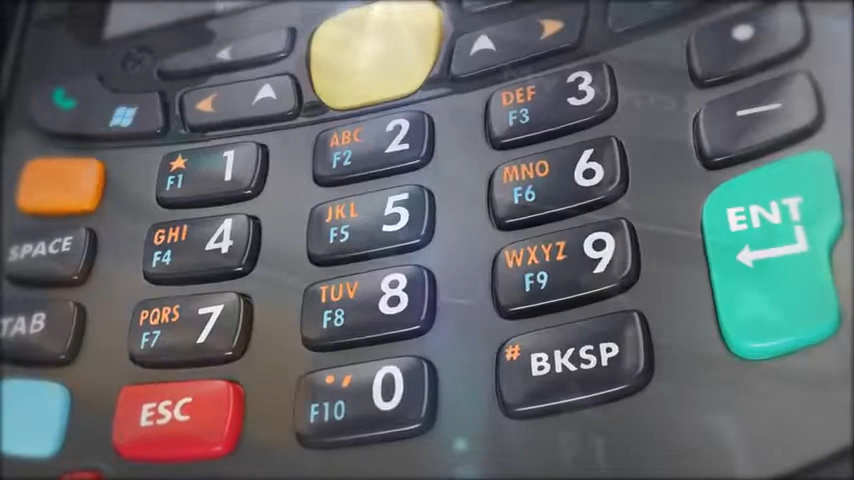 DEF
F3 3
ABC
F2 2
★
F1 1
MNO
F6 6
JKL
F5 5
GHI
F4 4
SPACE
WXYZ
F9 9
TUV
F8 8
PQRS
F7 7
TAB
ENT
# BKSP
• ,
F10 0
ESC